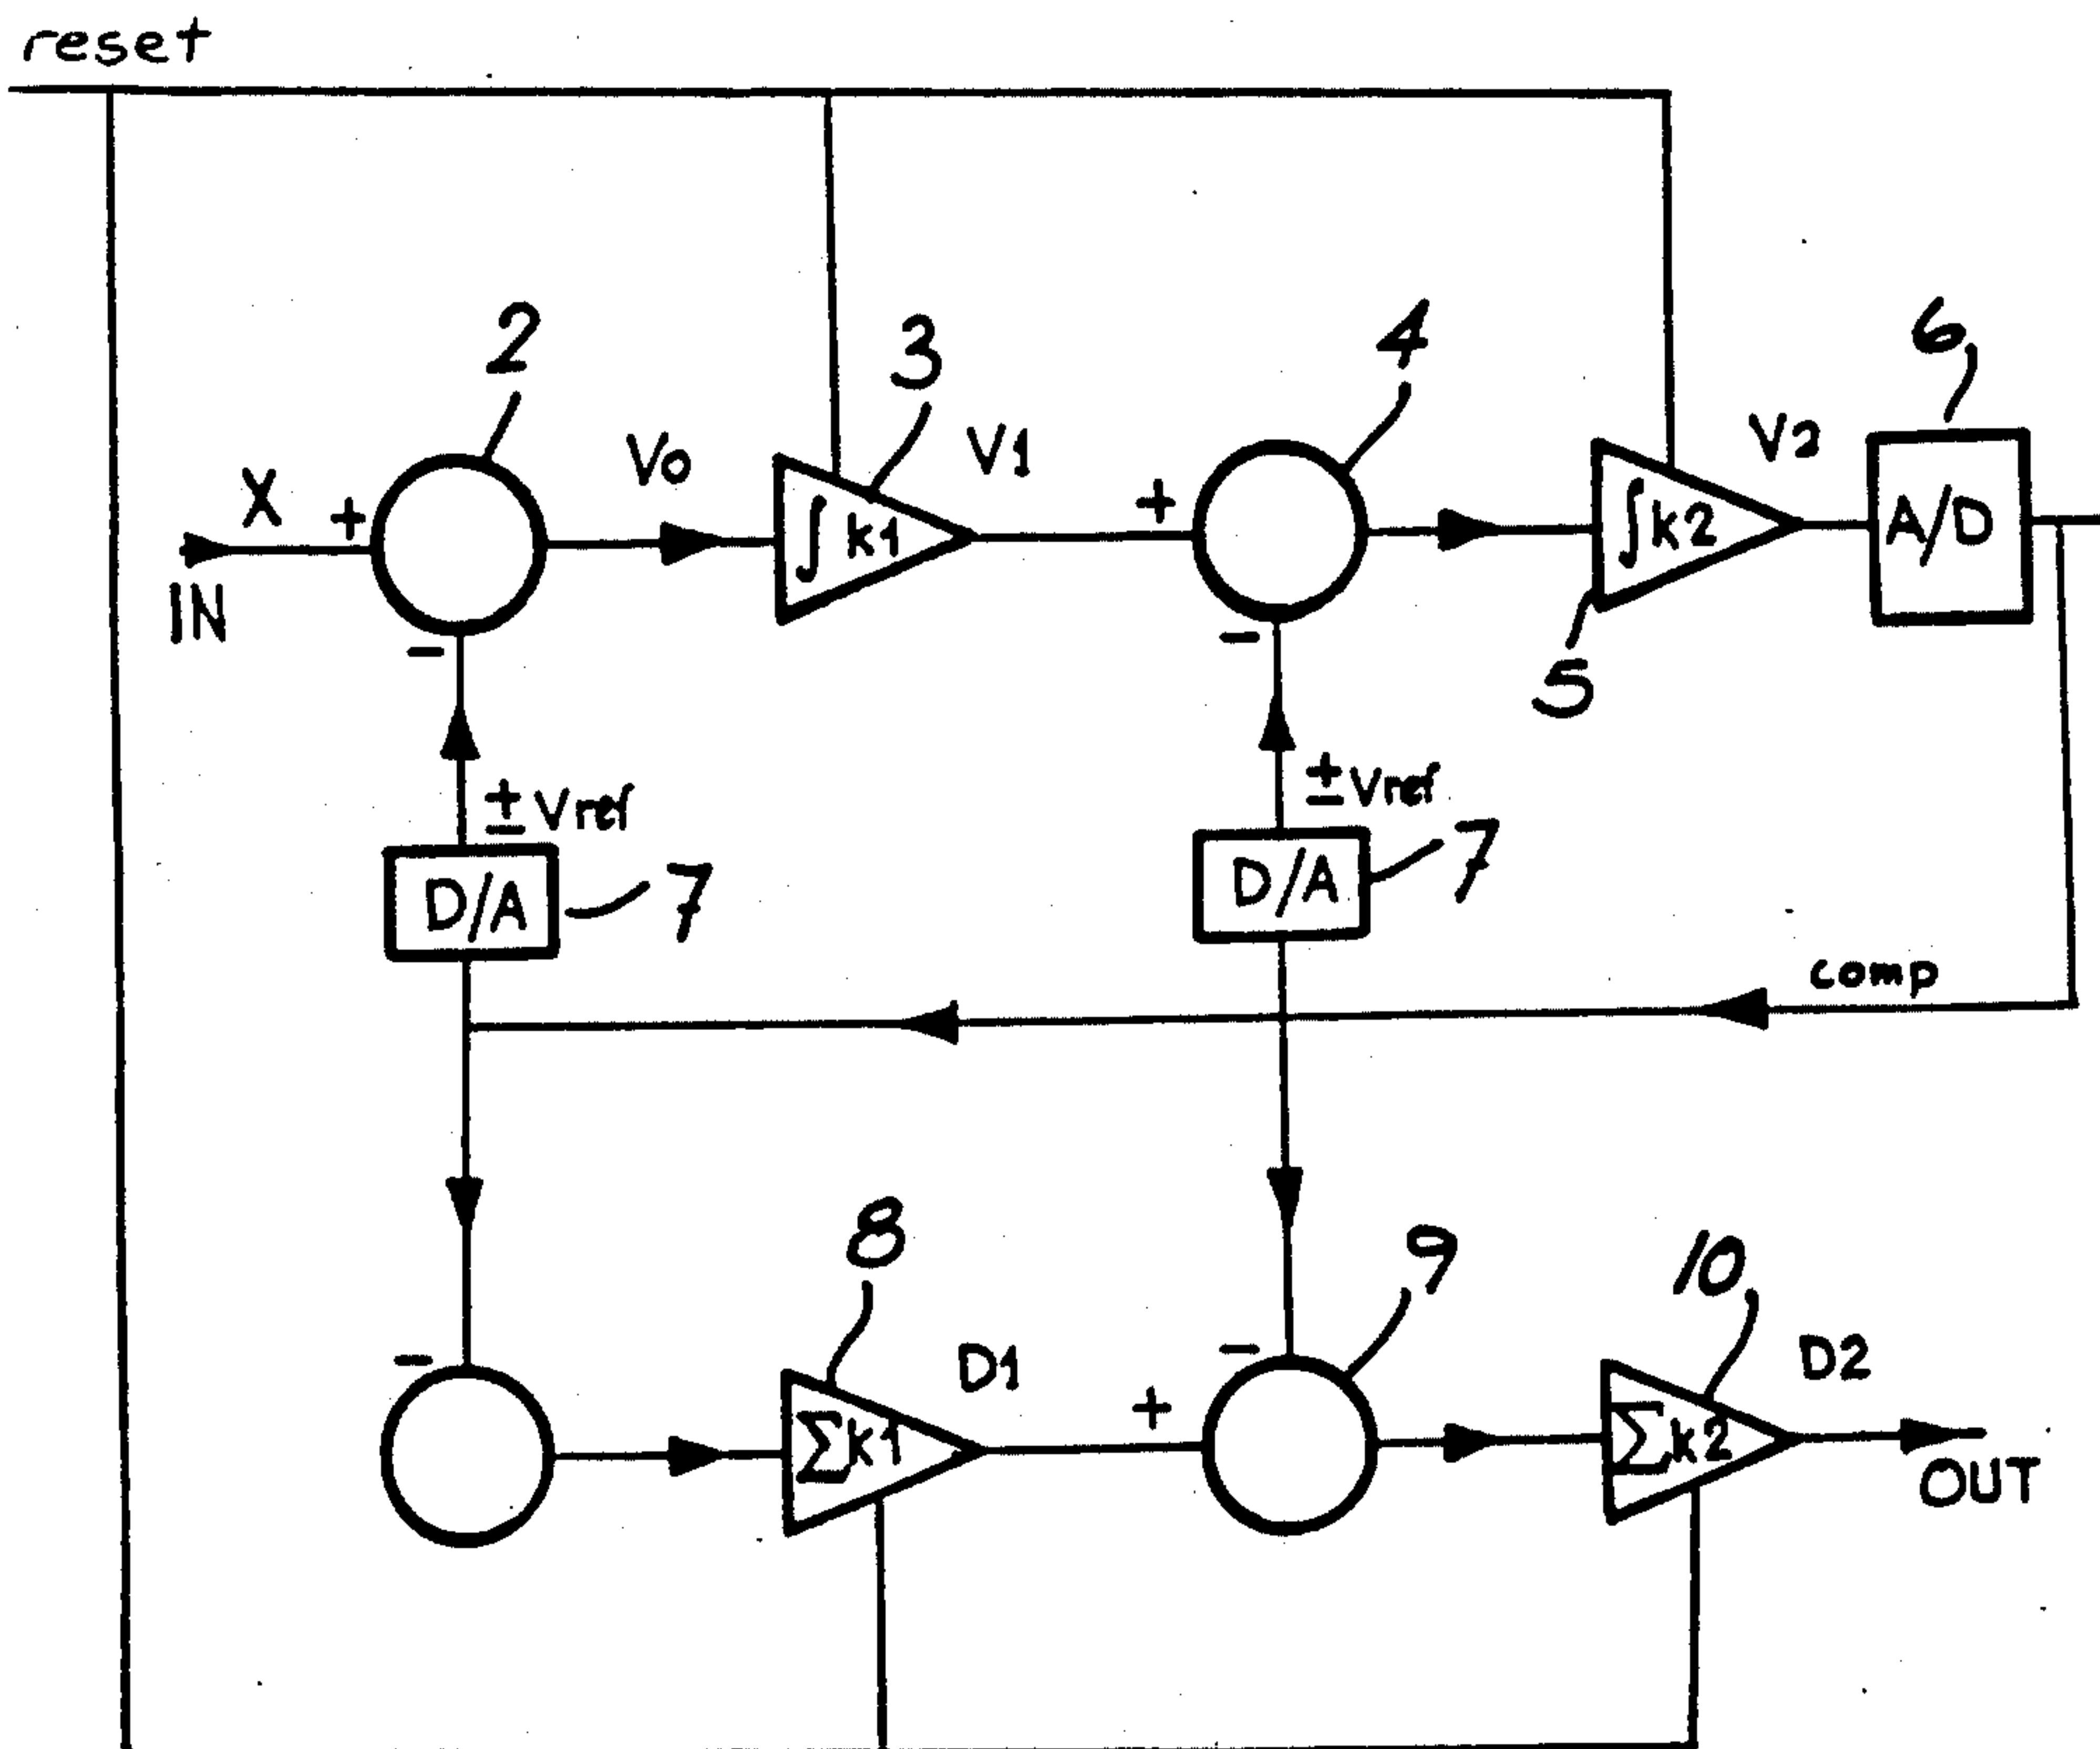 reset
2
3
4
6
X
+
Vo
V1
+
V2
∫k1
∫k2
A/D
IN
-
-
5
±Vref
±Vref
D/A
7
D/A
7
comp
8
9
10
-
D1
-
+
D2
Σk1
Σk2
OUT